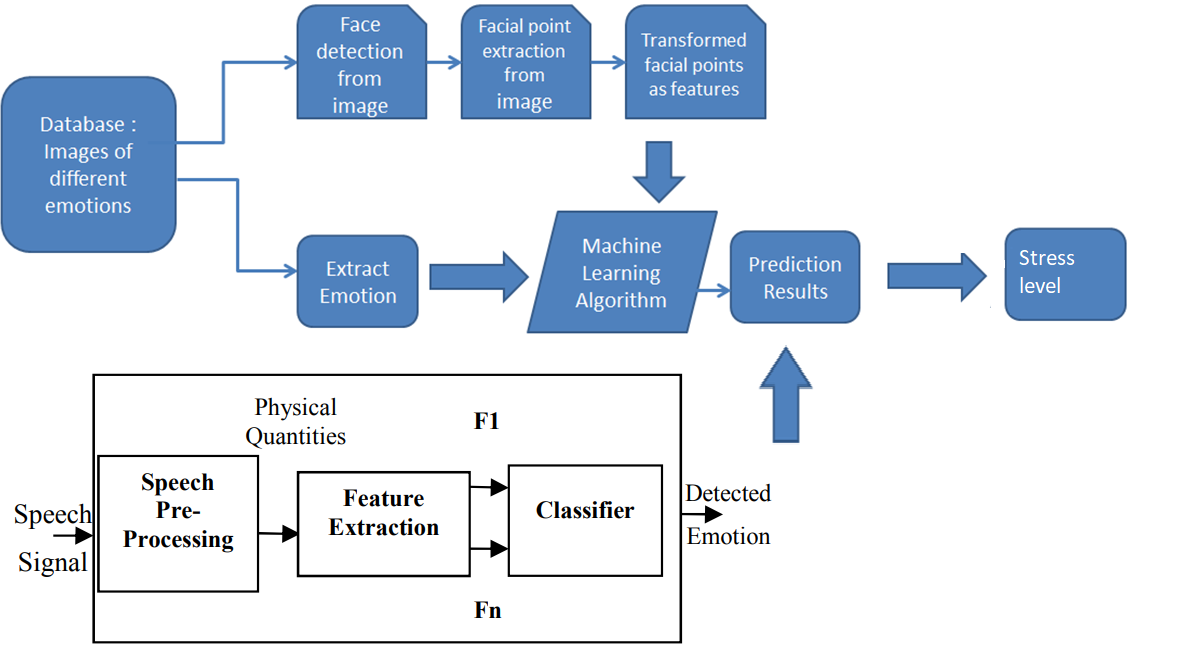 Face
detection
from
image
Facial point
extraction
from
image
Transformed
facial points
as features
Database :
Images of
different
emotions
Extract
Emotion
Machine
Learning
Algorithm
Prediction
Results
Stress
level
Physical
Quantities
F1
Speech
Signal
Speech
Pre-
Processing
Feature
Extraction
Classifier
Detected
Emotion
Fn